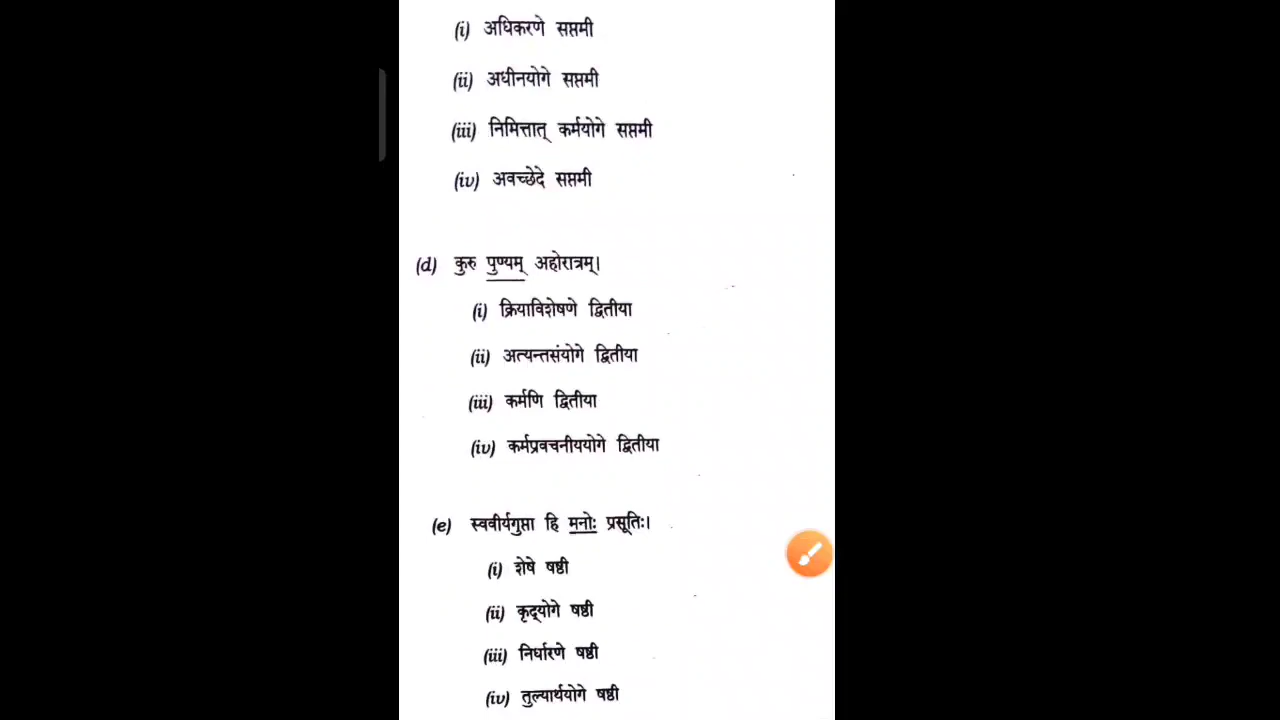 (i) अधिकरणे सप्तमी
(ii) अधीनयोगे सप्तमी
(iii) निमित्तात् कर्मयोगे सप्तमी
(iv) अवच्छेदे सप्तमी
(d) कुरु पुण्यम् अहोरात्रम्।
(i) क्रियाविशेषणे द्वितीया
(ii) अत्यन्तसंयोगे द्वितीया
(iii) कर्मणि द्वितीया
(iv) कर्मप्रवचनीययोगे द्वितीया
(e) स्ववीर्यगुप्ता हि मनोः प्रसूतिः।
(i) शेषे षष्ठी
(ii) कृद्‌योगे षष्ठी
(iii) निर्धारणे षष्ठी
(iv) तुल्यार्थयोगे षष्ठी